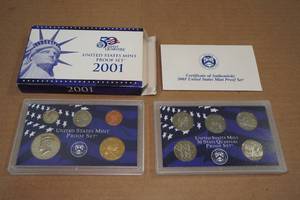 50
STATE QUARTERS
UNITED STATES MINT
PROOF SET
2001
2001
Certificate of Authenticity
2001 United States Mint Proof Set
UNITED STATES MINT
PROOF SET
UNITED STATES MINT
50 STATE QUARTERS
PROOF SET